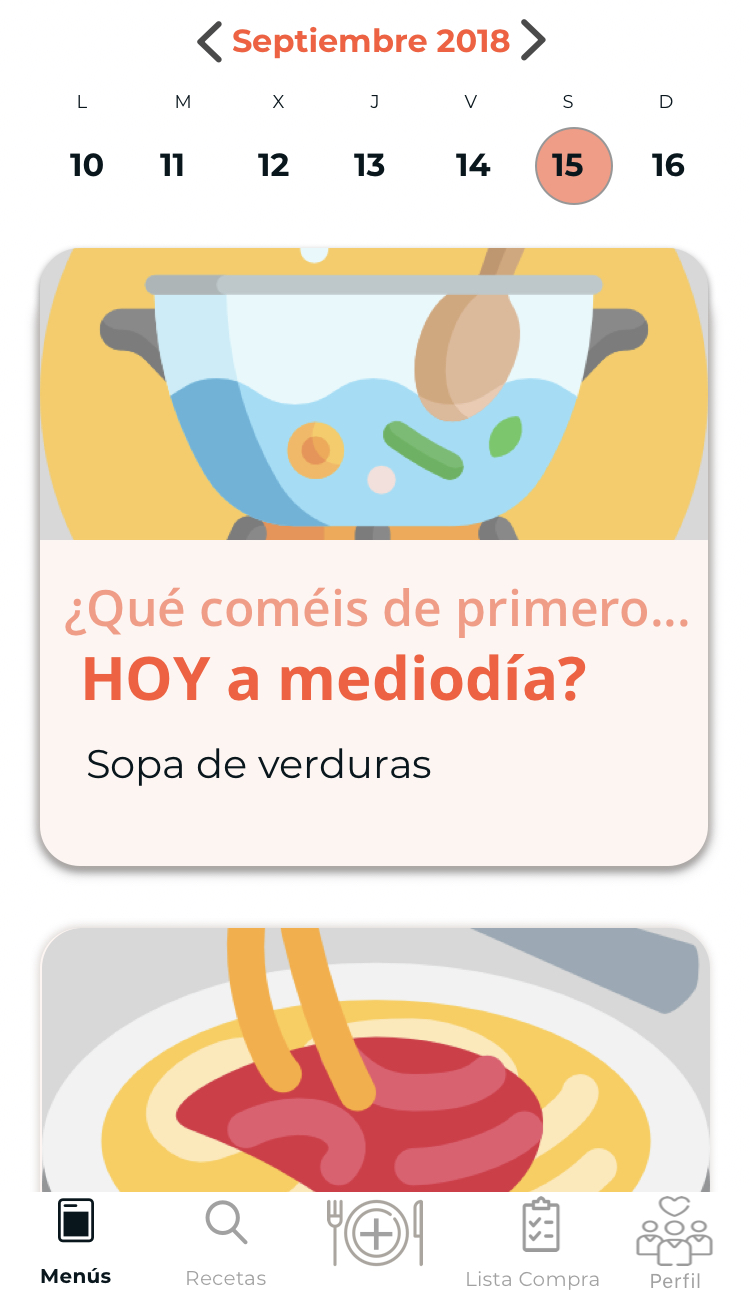 Septiembre 2018
L M X J V S D
10 11 12 13 14 15 16
¿Qué coméis de primero...
HOY a mediodía?
Sopa de verduras
Menús Recetas Lista Compra Perfil